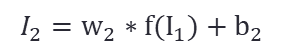 I₂ = w₂ * f(I₁) + b₂